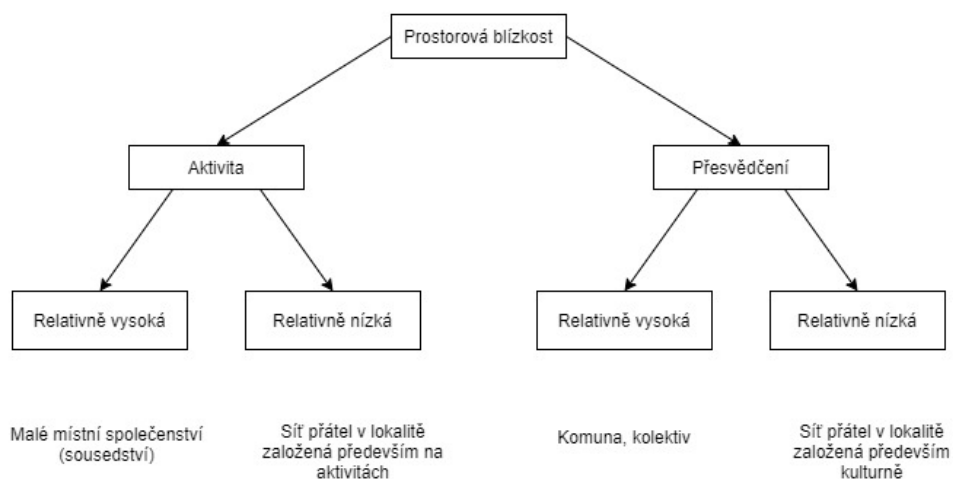 Prostorová blízkost
Aktivita
Přesvědčení
Relativně vysoká
Relativně nízká
Relativně vysoká
Relativně nízká
Malé místní společenství
(sousedství)
Síť přátel v lokalitě
založená především na
aktivitách
Komuna, kolektiv
Síť přátel v lokalitě
založená především
kulturně